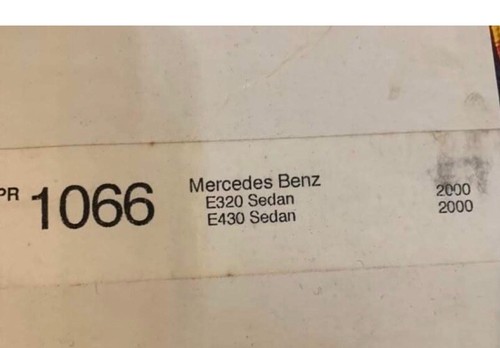 PR 1066
Mercedes Benz
E320 Sedan 2000
E430 Sedan 2000